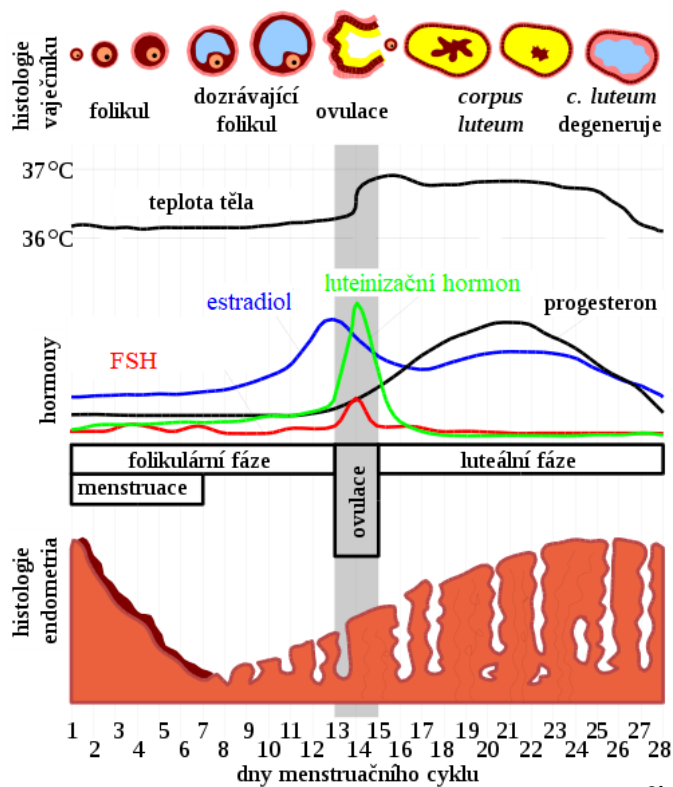 histologie
vaječníku
folikul
dozrávající
folikul
ovulace
corpus
luteum
c. luteum
degeneruje
37°C
teplota těla
36°C
luteinizační hormon
estradiol
progesteron
FSH
hormony
folikulární fáze
ovulace
luteální fáze
menstruace
histologie
endometria
1 3 5 7 9 11 13 15 17 19 21 23 25 27
2 4 6 8 10 12 14 16 18 20 22 24 26 28
dny menstruačního cyklu